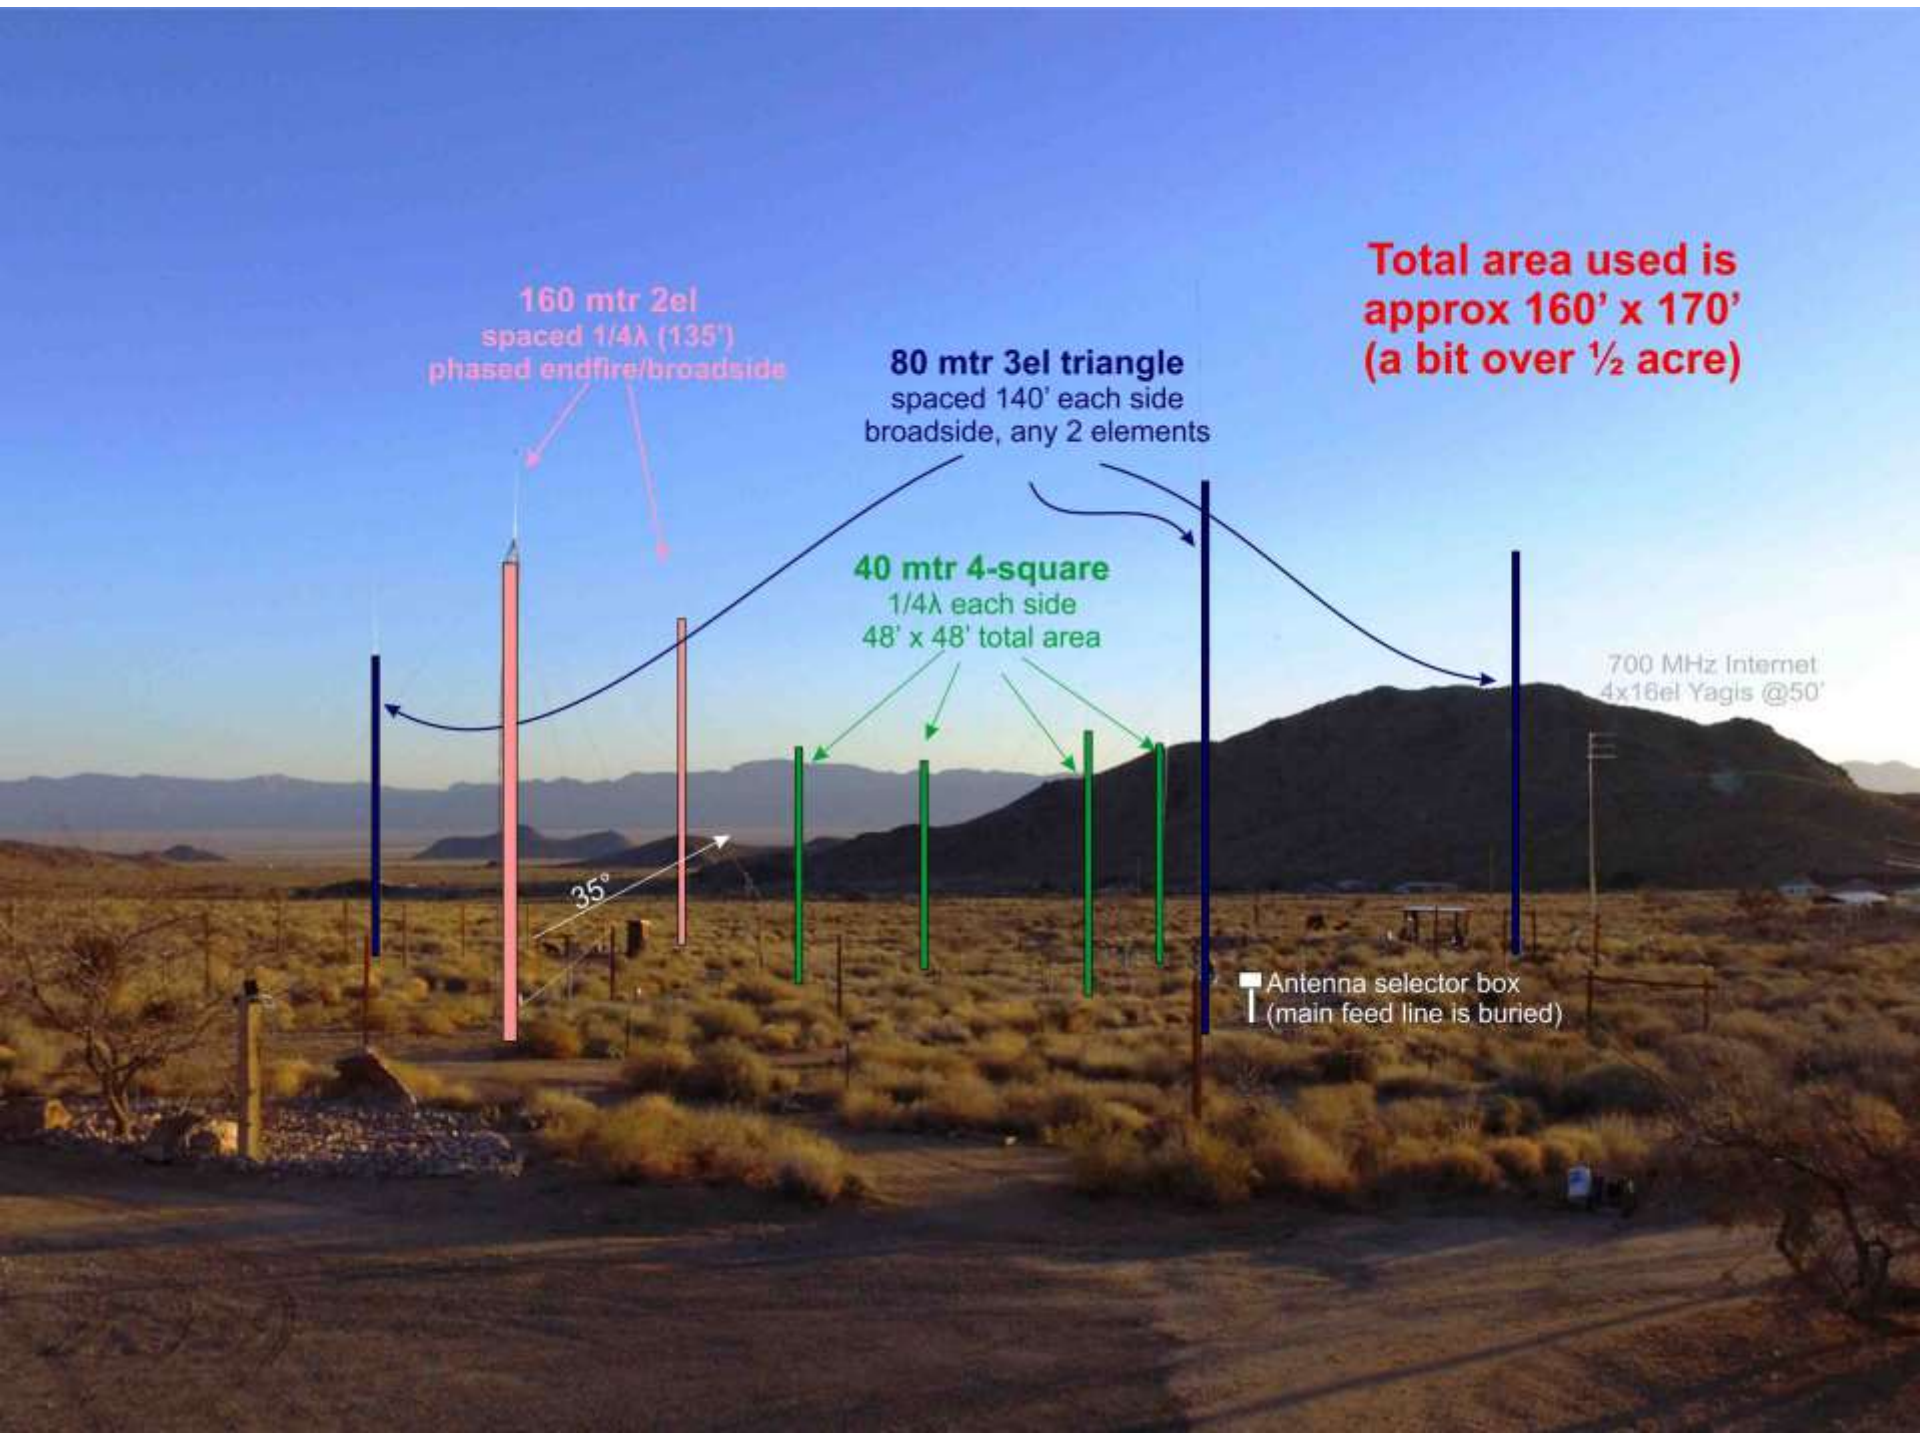 160 mtr 2el
spaced 1/4λ (135')
phased endfire/broadside
80 mtr 3el triangle
spaced 140' each side
broadside, any 2 elements
Total area used is
approx 160’ x 170’
(a bit over ½ acre)
40 mtr 4-square
1/4λ each side
48’ x 48’ total area
700 MHz Internet
4x16el Yagis @50’
35°
Antenna selector box
(main feed line is buried)